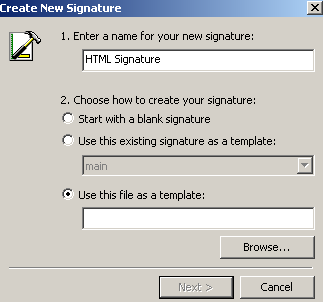 Create New Signature
1. Enter a name for your new signature:
HTML Signature
2. Choose how to create your signature:
Start with a blank signature
Use this existing signature as a template:
main
Use this file as a template:
Browse...
Next >
Cancel